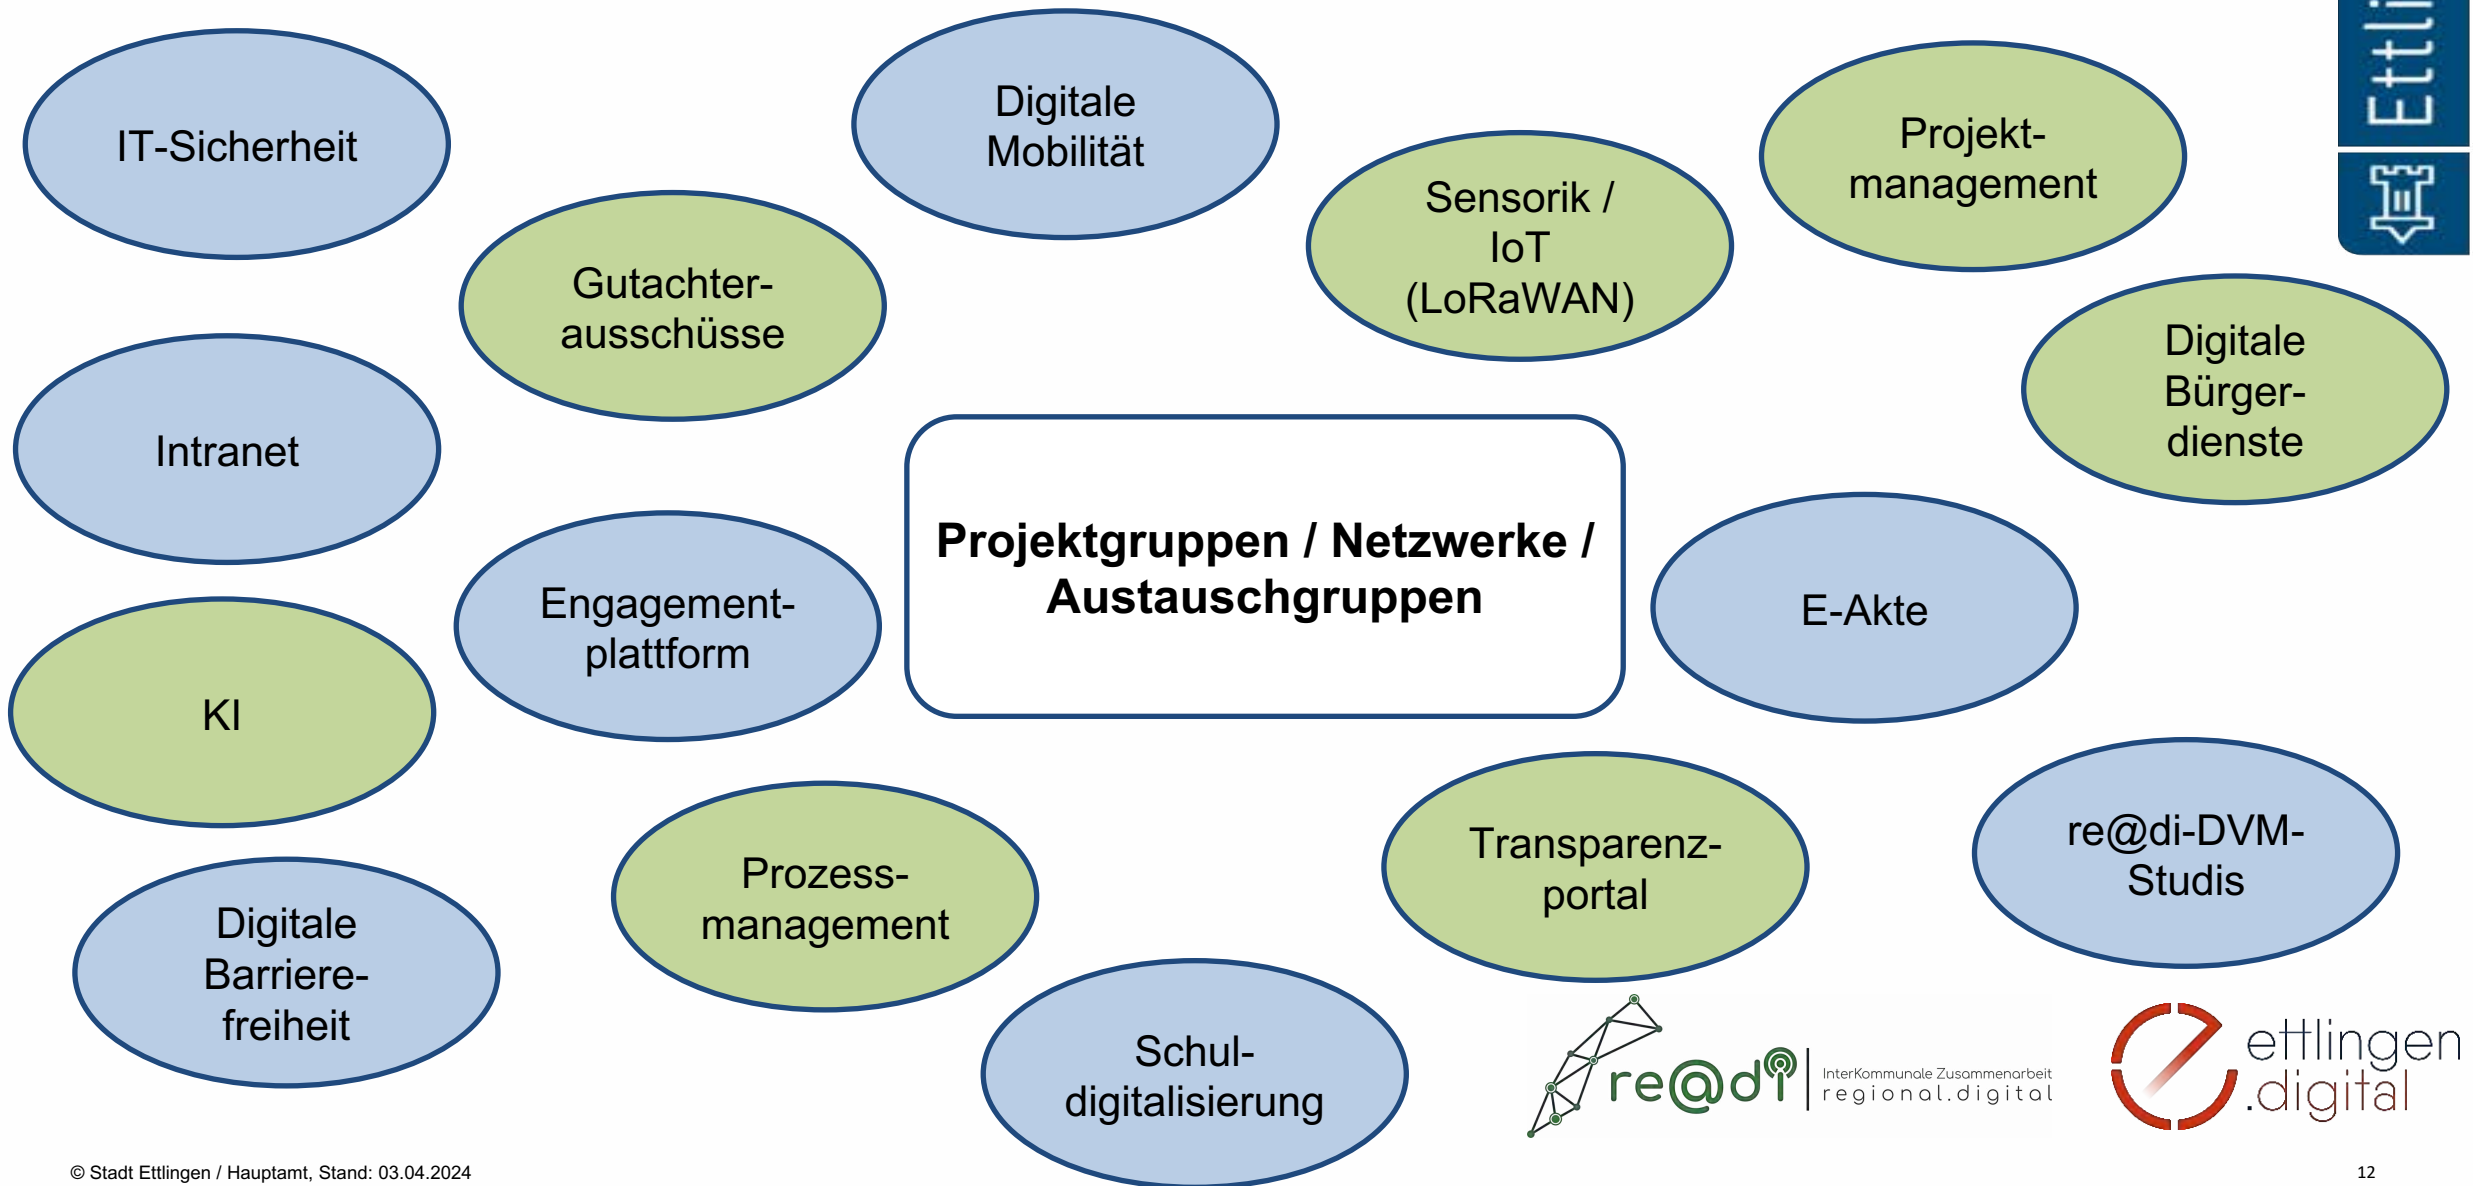 IT-Sicherheit
Digitale
Mobilität
Projekt-
management
Sensorik /
IoT
(LoRaWAN)
Gutachter-
ausschüsse
Digitale
Bürger-
dienste
Intranet
Projektgruppen / Netzwerke /
Austauschgruppen
Engagement-
plattform
E-Akte
KI
Prozess-
management
Transparenz-
portal
re@di-DVM-
Studis
Digitale
Barriere-
freiheit
Schul-
digitalisierung
re@di
InterKommunale Zusammenarbeit
regional.digital
ettlingen
.digital
Ettli
© Stadt Ettlingen / Hauptamt, Stand: 03.04.2024
12